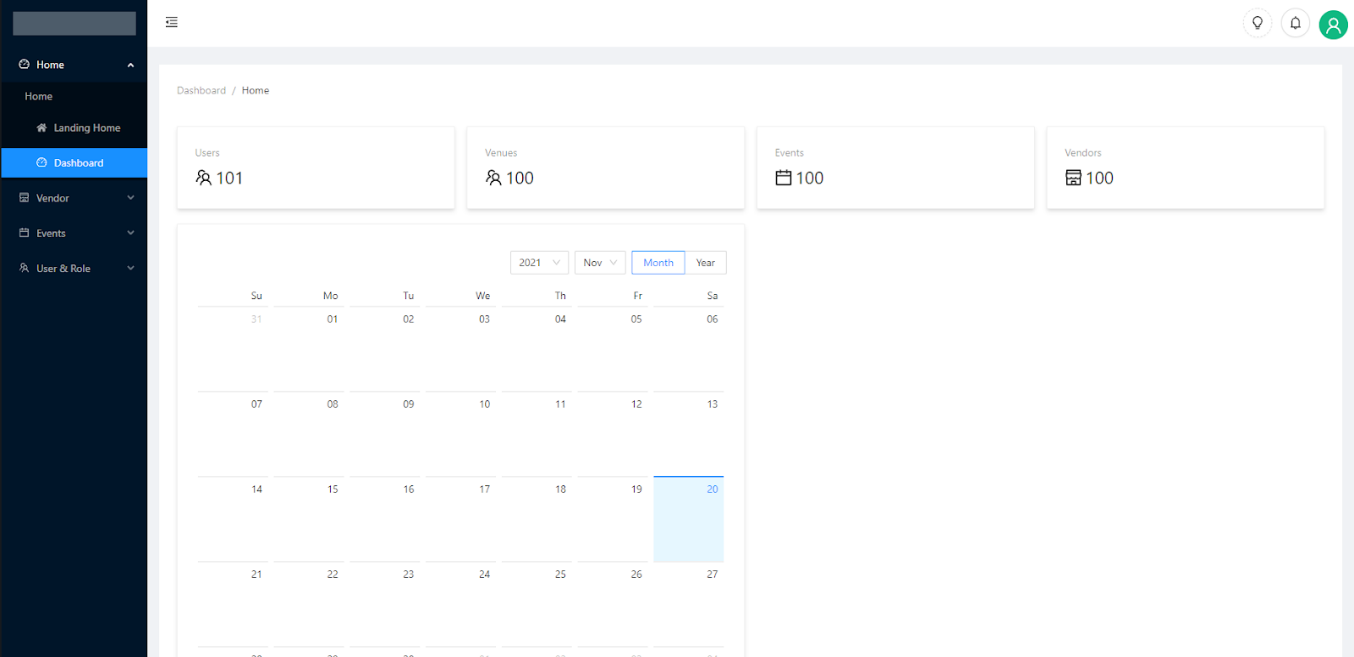 Home
Home
Landing Home
Dashboard
Vendor
Events
User & Role
Dashboard / Home
Users
101
Venues
100
Events
100
Vendors
100
2021 Nov Month Year
Su Mo Tu We Th Fr Sa
31 01 02 03 04 05 06
07 08 09 10 11 12 13
14 15 16 17 18 19 20
21 22 23 24 25 26 27